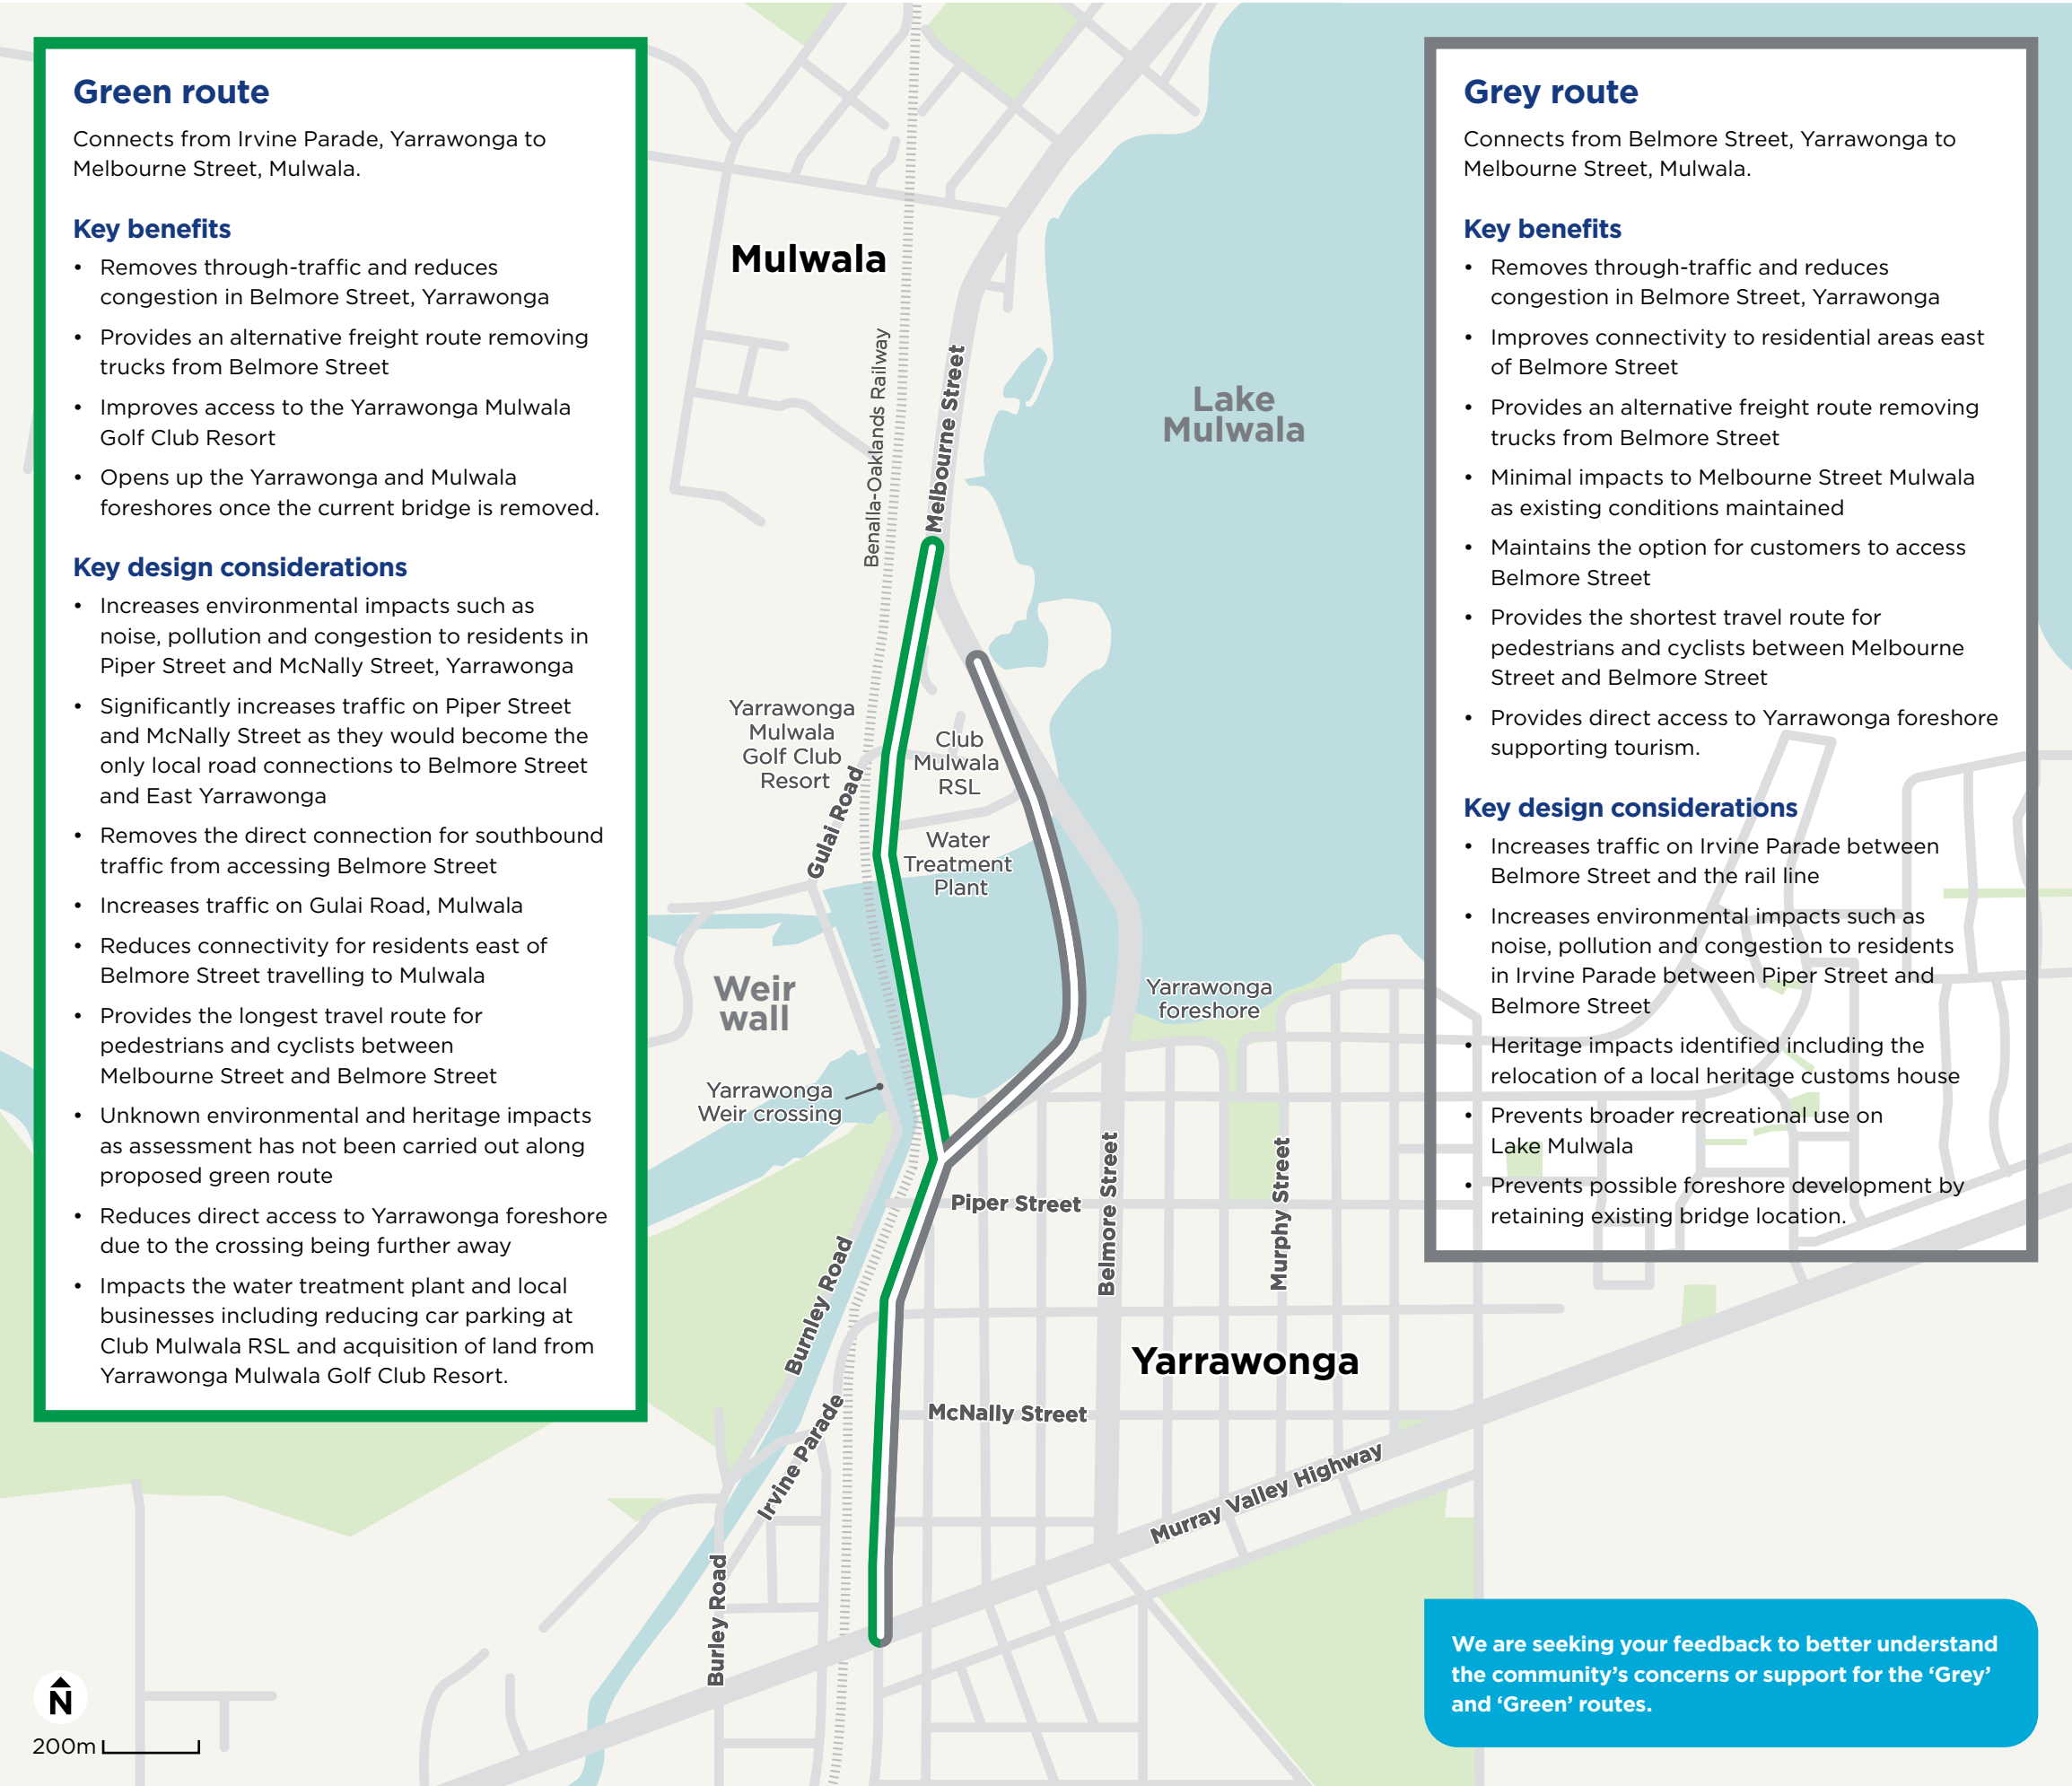 Green route
Connects from Irvine Parade, Yarrawonga to
Melbourne Street, Mulwala.
Key benefits
• Removes through-traffic and reduces
congestion in Belmore Street, Yarrawonga
• Provides an alternative freight route removing
trucks from Belmore Street
• Improves access to the Yarrawonga Mulwala
Golf Club Resort
• Opens up the Yarrawonga and Mulwala
foreshores once the current bridge is removed.
Key design considerations
• Increases environmental impacts such as
noise, pollution and congestion to residents in
Piper Street and McNally Street, Yarrawonga
• Significantly increases traffic on Piper Street
and McNally Street as they would become the
only local road connections to Belmore Street
and East Yarrawonga
• Removes the direct connection for southbound
traffic from accessing Belmore Street
• Increases traffic on Gulai Road, Mulwala
• Reduces connectivity for residents east of
Belmore Street travelling to Mulwala
• Provides the longest travel route for
pedestrians and cyclists between
Melbourne Street and Belmore Street
• Unknown environmental and heritage impacts
as assessment has not been carried out along
proposed green route
• Reduces direct access to Yarrawonga foreshore
due to the crossing being further away
• Impacts the water treatment plant and local
businesses including reducing car parking at
Club Mulwala RSL and acquisition of land from
Yarrawonga Mulwala Golf Club Resort.
Mulwala
Benalla-Oaklands Railway
Melbourne Street
Lake
Mulwala
Yarrawonga
Mulwala
Golf Club
Resort
Club
Mulwala
RSL
Gulai Road
Water
Treatment
Plant
Weir
wall
Yarrawonga
foreshore
Yarrawonga
Weir crossing
Piper Street
Belmore Street
Murphy Street
Burnley Road
Yarrawonga
McNally Street
Irvine Parade
Murray Valley Highway
Burley Road
Grey route
Connects from Belmore Street, Yarrawonga to
Melbourne Street, Mulwala.
Key benefits
• Removes through-traffic and reduces
congestion in Belmore Street, Yarrawonga
• Improves connectivity to residential areas east
of Belmore Street
• Provides an alternative freight route removing
trucks from Belmore Street
• Minimal impacts to Melbourne Street Mulwala
as existing conditions maintained
• Maintains the option for customers to access
Belmore Street
• Provides the shortest travel route for
pedestrians and cyclists between Melbourne
Street and Belmore Street
• Provides direct access to Yarrawonga foreshore
supporting tourism.
Key design considerations
• Increases traffic on Irvine Parade between
Belmore Street and the rail line
• Increases environmental impacts such as
noise, pollution and congestion to residents
in Irvine Parade between Piper Street and
Belmore Street
• Heritage impacts identified including the
relocation of a local heritage customs house
• Prevents broader recreational use on
Lake Mulwala
• Prevents possible foreshore development by
retaining existing bridge location.
We are seeking your feedback to better understand
the community's concerns or support for the ‘Grey’
and ‘Green’ routes.
N
200m